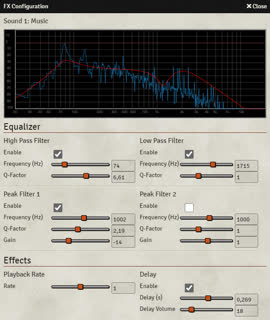 FX Configuration ✕ Close
Sound 1: Music
Equalizer
High Pass Filter
Enable
Frequency (Hz) 74
Q-Factor 6,61
Low Pass Filter
Enable
Frequency (Hz) 1715
Q-Factor 1
Peak Filter 1
Enable
Frequency (Hz) 1002
Q-Factor 2,19
Gain -14
Peak Filter 2
Enable
Frequency (Hz) 1000
Q-Factor 1
Gain 1
Effects
Playback Rate
Rate 1
Delay
Enable
Delay (s) 0,269
Delay Volume 18